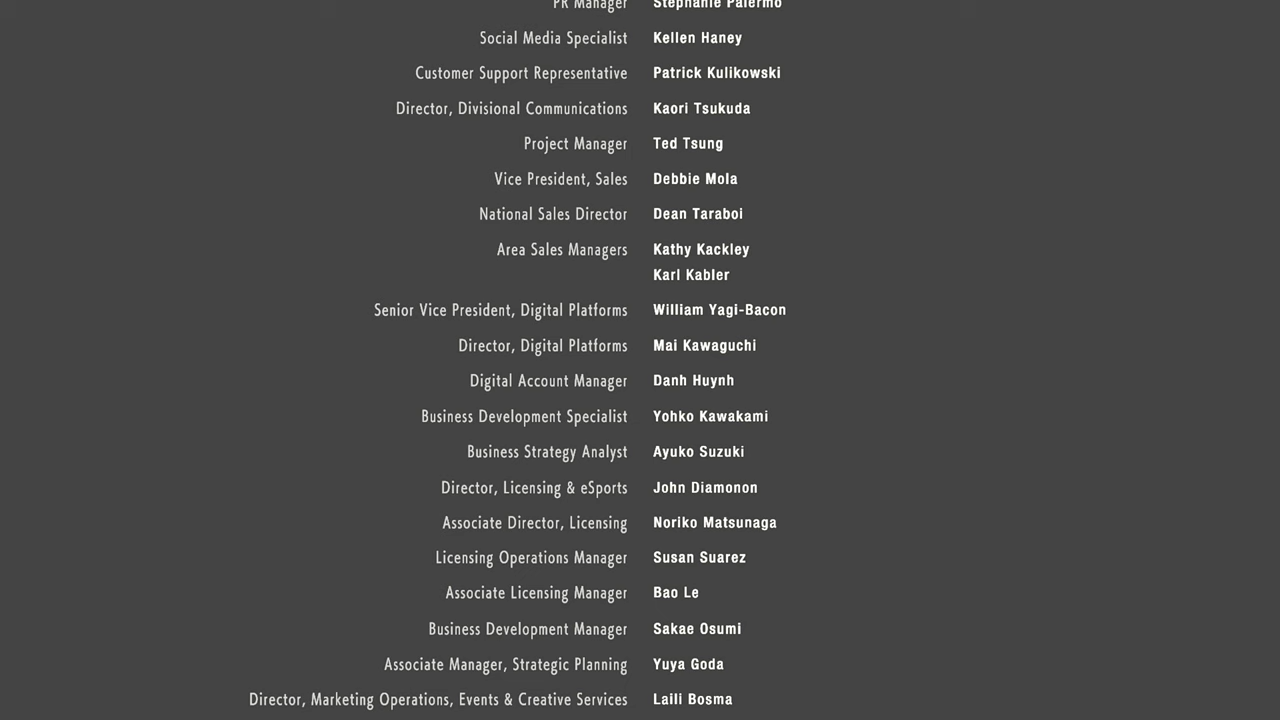 PR Manager Stephanie Palermo
Social Media Specialist Kellen Haney
Customer Support Representative Patrick Kulikowski
Director, Divisional Communications Kaori Tsukuda
Project Manager Ted Tsung
Vice President, Sales Debbie Mola
National Sales Director Dean Taraboi
Area Sales Managers Kathy Kackley
Karl Kabler
Senior Vice President, Digital Platforms William Yagi-Bacon
Director, Digital Platforms Mai Kawaguchi
Digital Account Manager Danh Huynh
Business Development Specialist Yohko Kawakami
Business Strategy Analyst Ayuko Suzuki
Director, Licensing & eSports John Diamonon
Associate Director, Licensing Noriko Matsunaga
Licensing Operations Manager Susan Suarez
Associate Licensing Manager Bao Le
Business Development Manager Sakae Osumi
Associate Manager, Strategic Planning Yuya Goda
Director, Marketing Operations, Events & Creative Services Laili Bosma